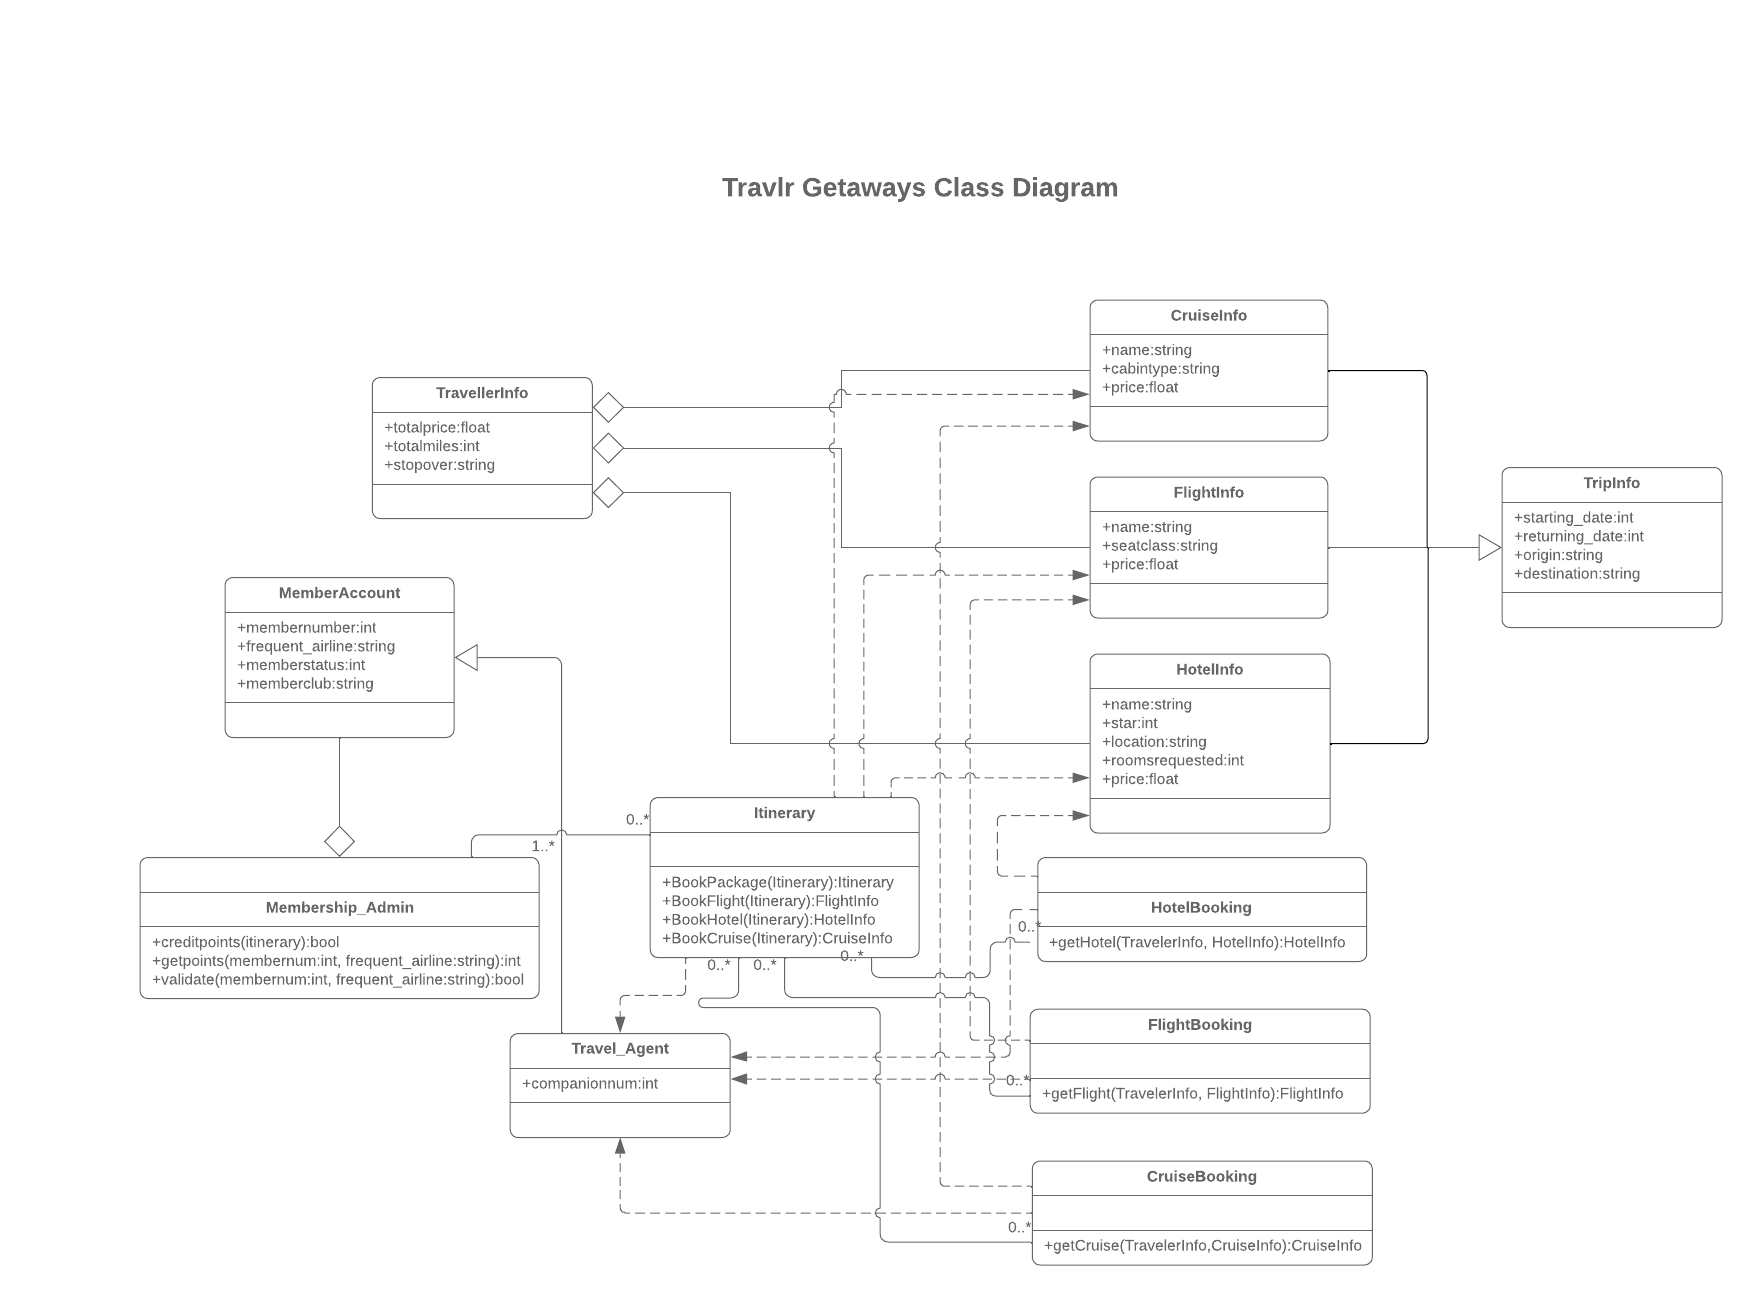 Travlr Getaways Class Diagram
CruiseInfo
+name:string
+cabintype:string
+price:float
TravellerInfo
+totalprice:float
+totalmiles:int
+stopover:string
FlightInfo
+name:string
+seatclass:string
+price:float
TripInfo
+starting_date:int
+returning_date:int
+origin:string
+destination:string
MemberAccount
+membernumber:int
+frequent_airline:string
+memberstatus:int
+memberclub:string
HotelInfo
+name:string
+star:int
+location:string
+roomsrequested:int
+price:float
0..*
1..*
Itinerary
+BookPackage(Itinerary):Itinerary
+BookFlight(Itinerary):FlightInfo
+BookHotel(Itinerary):HotelInfo
+BookCruise(Itinerary):CruiseInfo
0..*
0..*
0..*
Membership_Admin
+creditpoints(itinerary):bool
+getpoints(membernum:int, frequent_airline:string):int
+validate(membernum:int, frequent_airline:string):bool
HotelBooking
0..*
+getHotel(TravelerInfo, HotelInfo):HotelInfo
Travel_Agent
+companionnum:int
FlightBooking
0..*
+getFlight(TravelerInfo, FlightInfo):FlightInfo
CruiseBooking
0..*
+getCruise(TravelerInfo,CruiseInfo):CruiseInfo